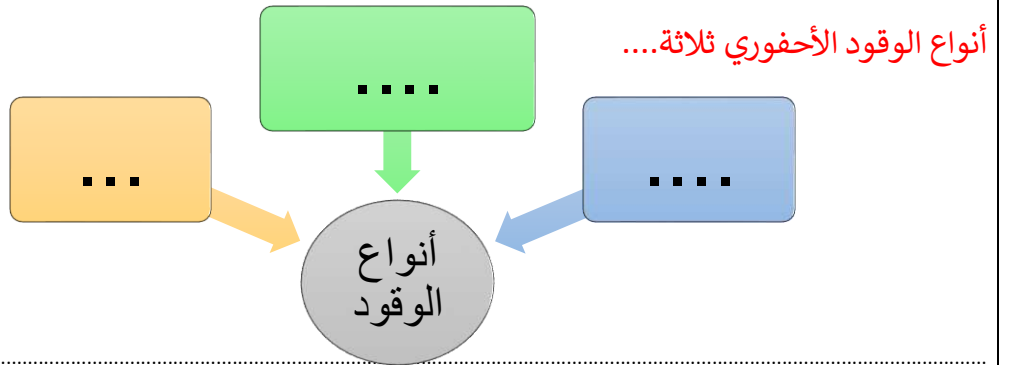 أنواع الوقود الأحفوري ثلاثة....
....
....
...
أنواع
الوقود